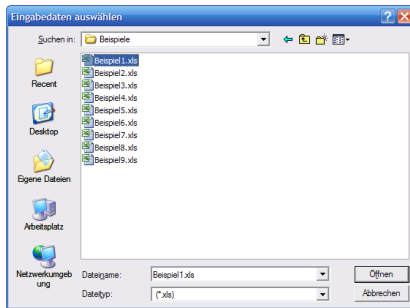 Eingabedaten auswählen
Suchen in: Beispiele
Beispiel1.xls
Beispiel2.xls
Beispiel3.xls
Beispiel4.xls
Beispiel5.xls
Beispiel6.xls
Beispiel7.xls
Beispiel8.xls
Beispiel9.xls
Recent
Desktop
Eigene Dateien
Arbeitsplatz
Netzwerkumgeb
ung
Dateiname: Beispiel1.xls Öffnen
Dateityp: (*.xls) Abbrechen